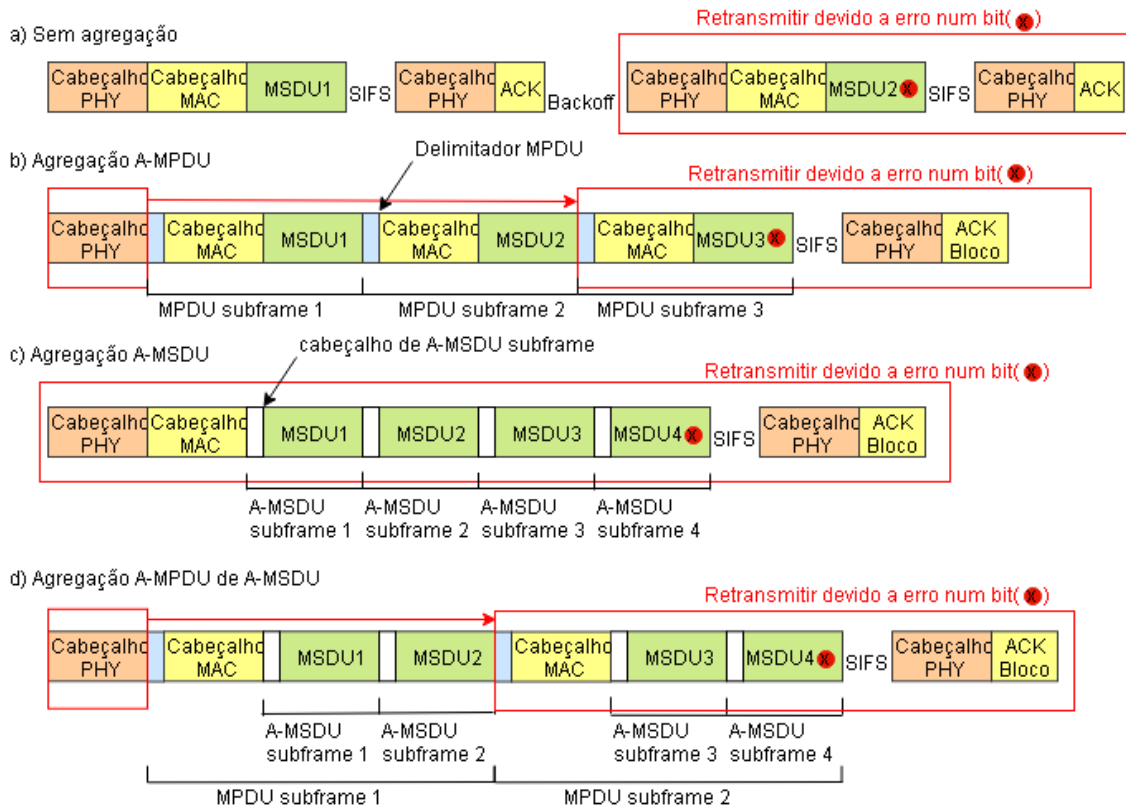 Retransmitir devido a erro num bit(x)
a) Sem agregação
Cabeçalho PHY
Cabeçalho MAC
MSDU1
SIFS
Cabeçalho PHY
ACK
Backoff
Cabeçalho PHY
Cabeçalho MAC
MSDU2 x
SIFS
Cabeçalho PHY
ACK
b) Agregação A-MPDU
Delimitador MPDU
Retransmitir devido a erro num bit(x)
Cabeçalho PHY
Cabeçalho MAC
MSDU1
Cabeçalho MAC
MSDU2
Cabeçalho MAC
MSDU3 x
SIFS
Cabeçalho PHY
ACK Bloco
MPDU subframe 1
MPDU subframe 2
MPDU subframe 3
c) Agregação A-MSDU
cabeçalho de A-MSDU subframe
Retransmitir devido a erro num bit(x)
Cabeçalho PHY
Cabeçalho MAC
MSDU1
MSDU2
MSDU3
MSDU4 x
SIFS
Cabeçalho PHY
ACK Bloco
A-MSDU subframe 1
A-MSDU subframe 2
A-MSDU subframe 3
A-MSDU subframe 4
d) Agregação A-MPDU de A-MSDU
Retransmitir devido a erro num bit(x)
Cabeçalho PHY
Cabeçalho MAC
MSDU1
MSDU2
Cabeçalho MAC
MSDU3
MSDU4 x
SIFS
Cabeçalho PHY
ACK Bloco
A-MSDU subframe 1
A-MSDU subframe 2
A-MSDU subframe 3
A-MSDU subframe 4
MPDU subframe 1
MPDU subframe 2